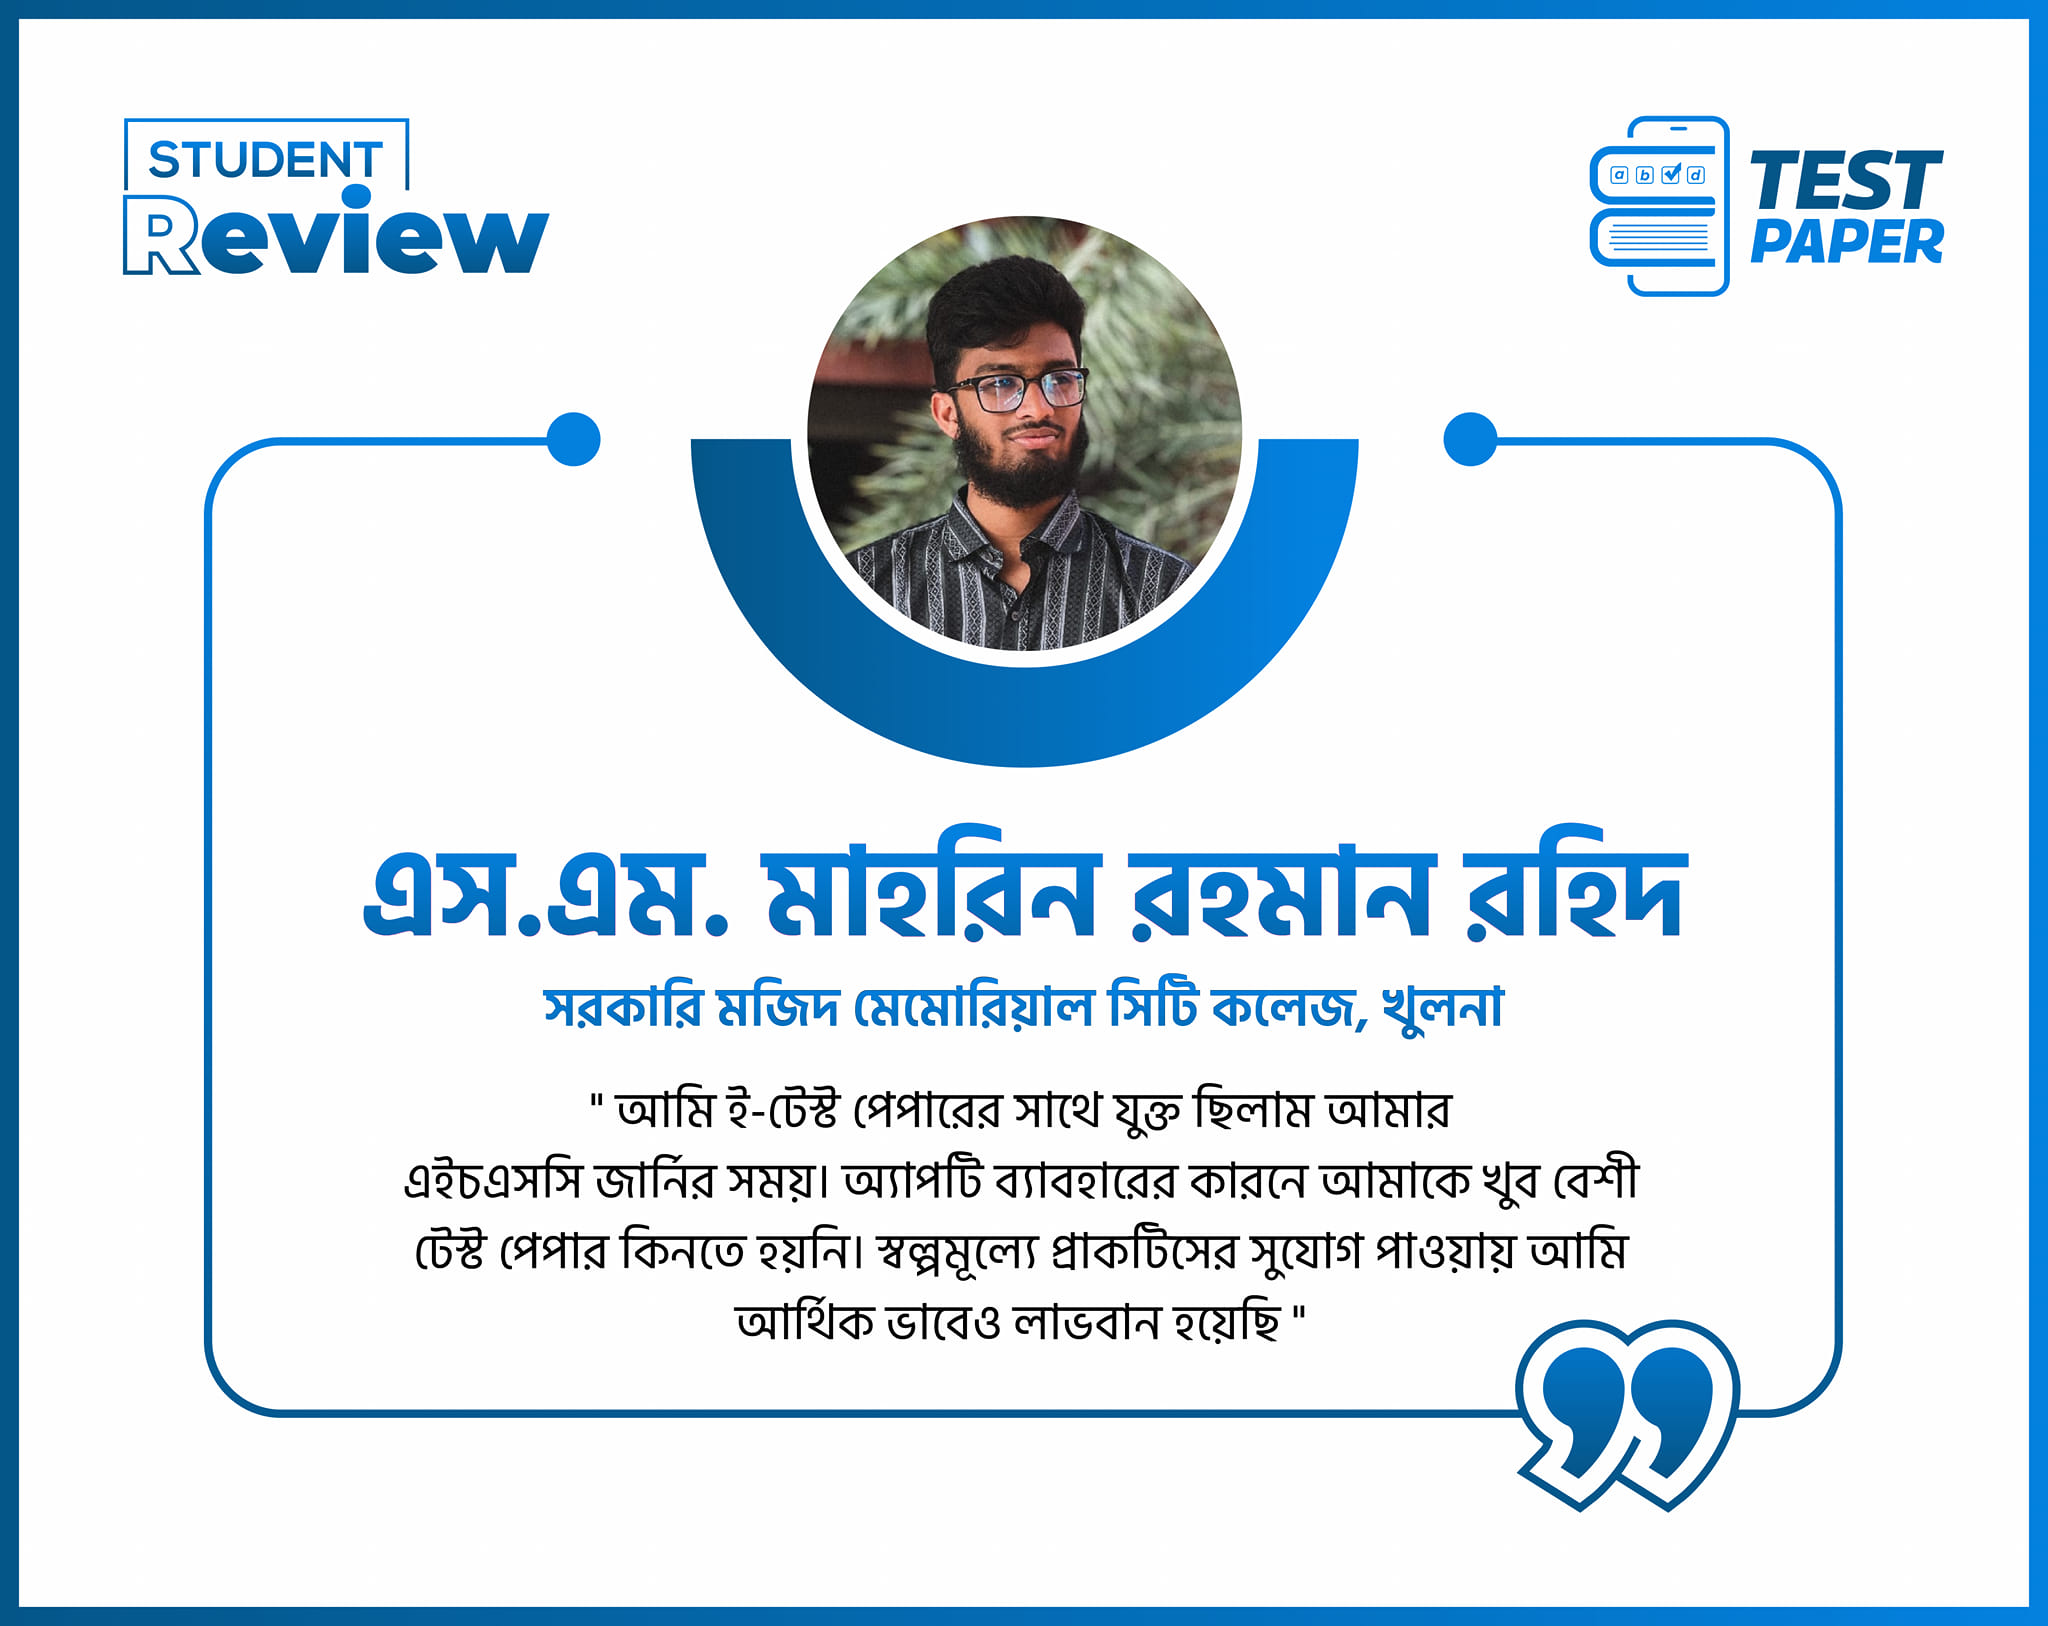 STUDENT
Review
a b d
TEST
PAPER
এস.এম. মাহরিন রহমান রহিদ
সরকারি মজিদ মেমোরিয়াল সিটি কলেজ, খুলনা
" আমি ই-টেস্ট পেপারের সাথে যুক্ত ছিলাম আমার
এইচএসসি জার্নির সময়। অ্যাপটি ব্যাবহারের কারনে আমাকে খুব বেশী
টেস্ট পেপার কিনতে হয়নি। স্বল্পমূল্যে প্রাকটিসের সুযোগ পাওয়ায় আমি
আর্থিক ভাবেও লাভবান হয়েছি "